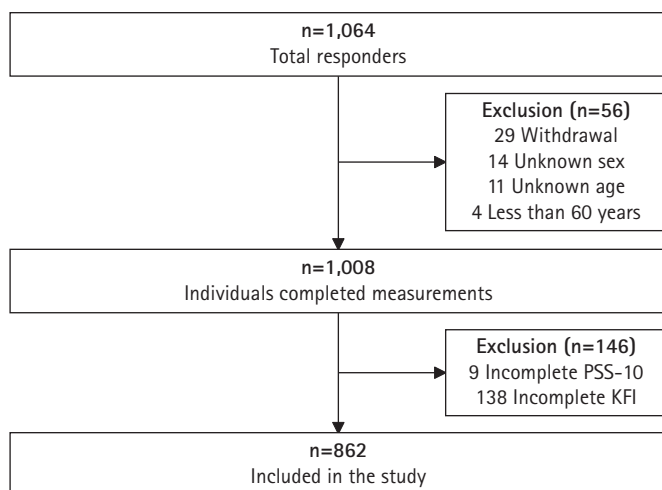 n=1,064
Total responders
Exclusion (n=56)
29 Withdrawal
14 Unknown sex
11 Unknown age
4 Less than 60 years
n=1,008
Individuals completed measurements
Exclusion (n=146)
9 Incomplete PSS-10
138 Incomplete KFI
n=862
Included in the study